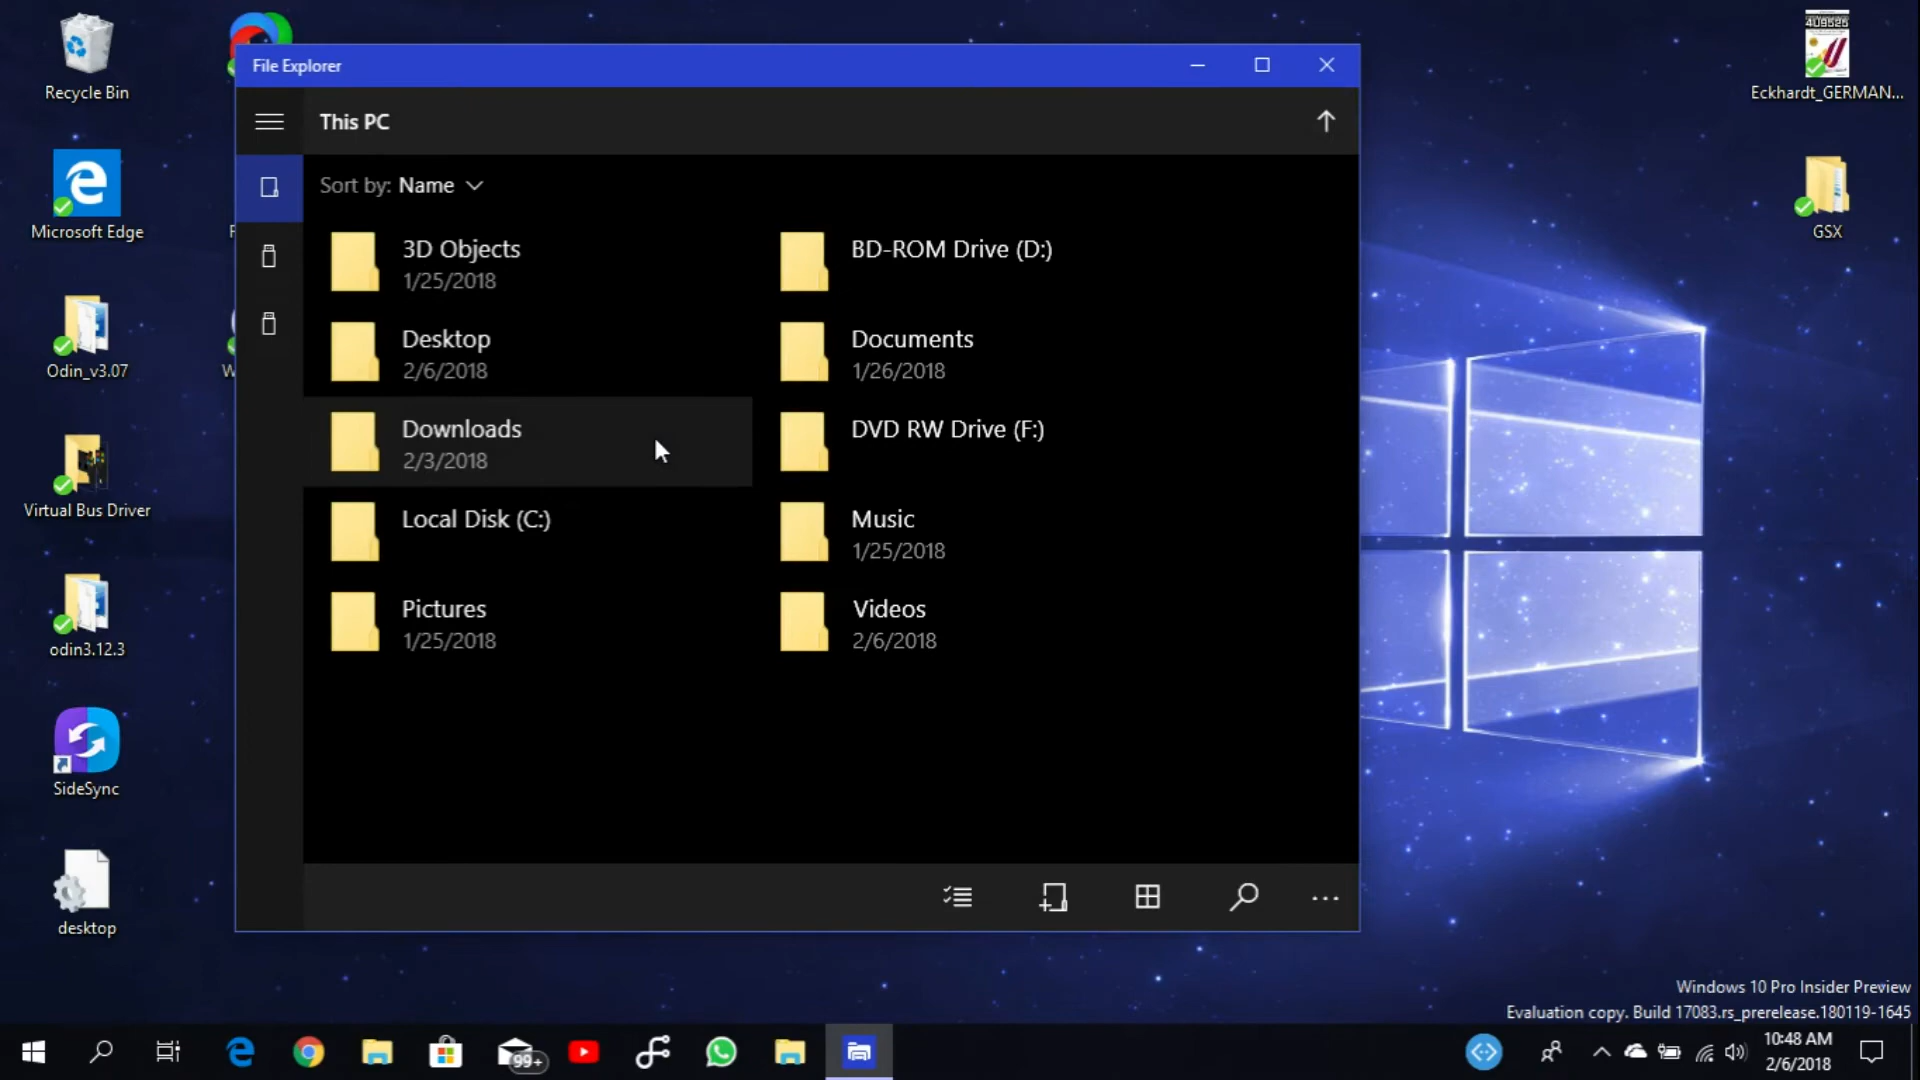 Recycle Bin
Microsoft Edge
Odin_v3.07
Virtual Bus Driver
odin3.12.3
SideSync
desktop
File Explorer
This PC
Sort by: Name
3D Objects
1/25/2018
BD-ROM Drive (D:)
Desktop
2/6/2018
Documents
1/26/2018
Downloads
2/3/2018
DVD RW Drive (F:)
Local Disk (C:)
Music
1/25/2018
Pictures
1/25/2018
Videos
2/6/2018
4U9525
Eckhardt_GERMAN...
GSX
Windows 10 Pro Insider Preview
Evaluation copy. Build 17083.rs_prerelease.180119-1645
99+
10:48 AM
2/6/2018